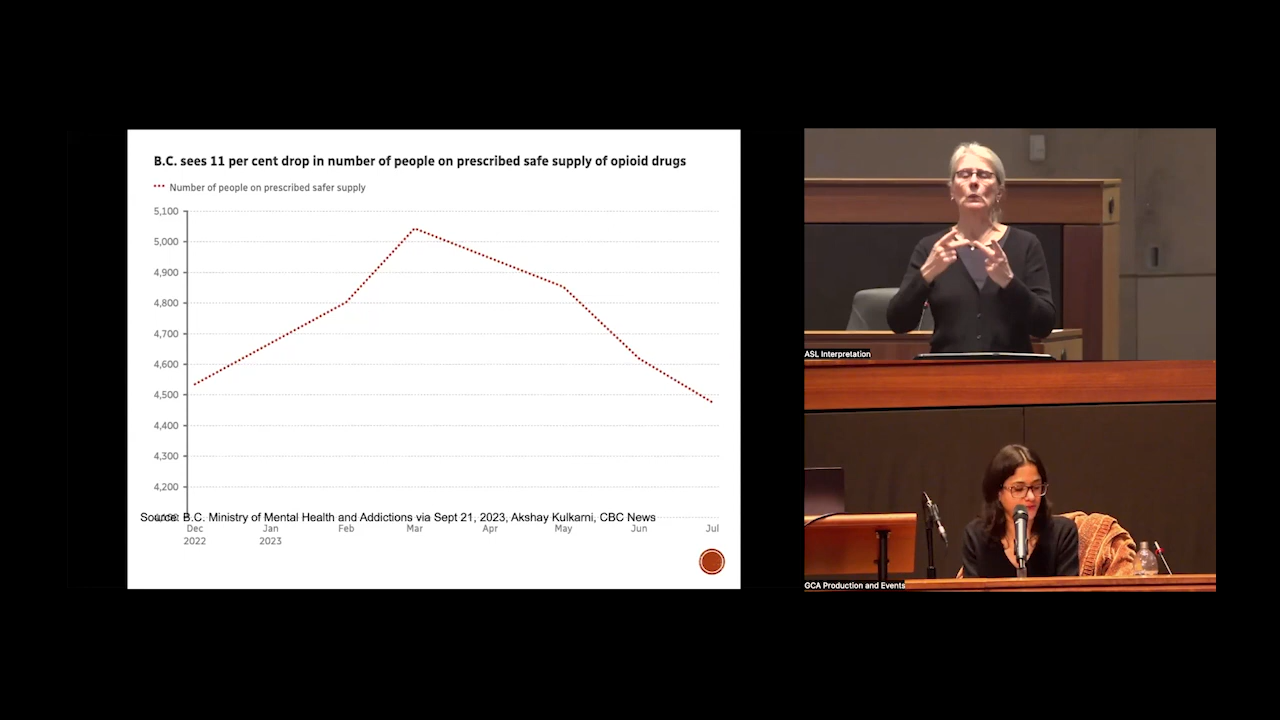 B.C. sees 11 per cent drop in number of people on prescribed safe supply of opioid drugs
Number of people on prescribed safer supply
5,100
5,000
4,900
4,800
4,700
4,600
4,500
4,400
4,300
4,200
Source: B.C. Ministry of Mental Health and Addictions via Sept 21, 2023, Akshay Kulkarni, CBC News
Dec Jan Feb Mar Apr May Jun Jul
2022 2023
ASL Interpretation
GCA Production and Events